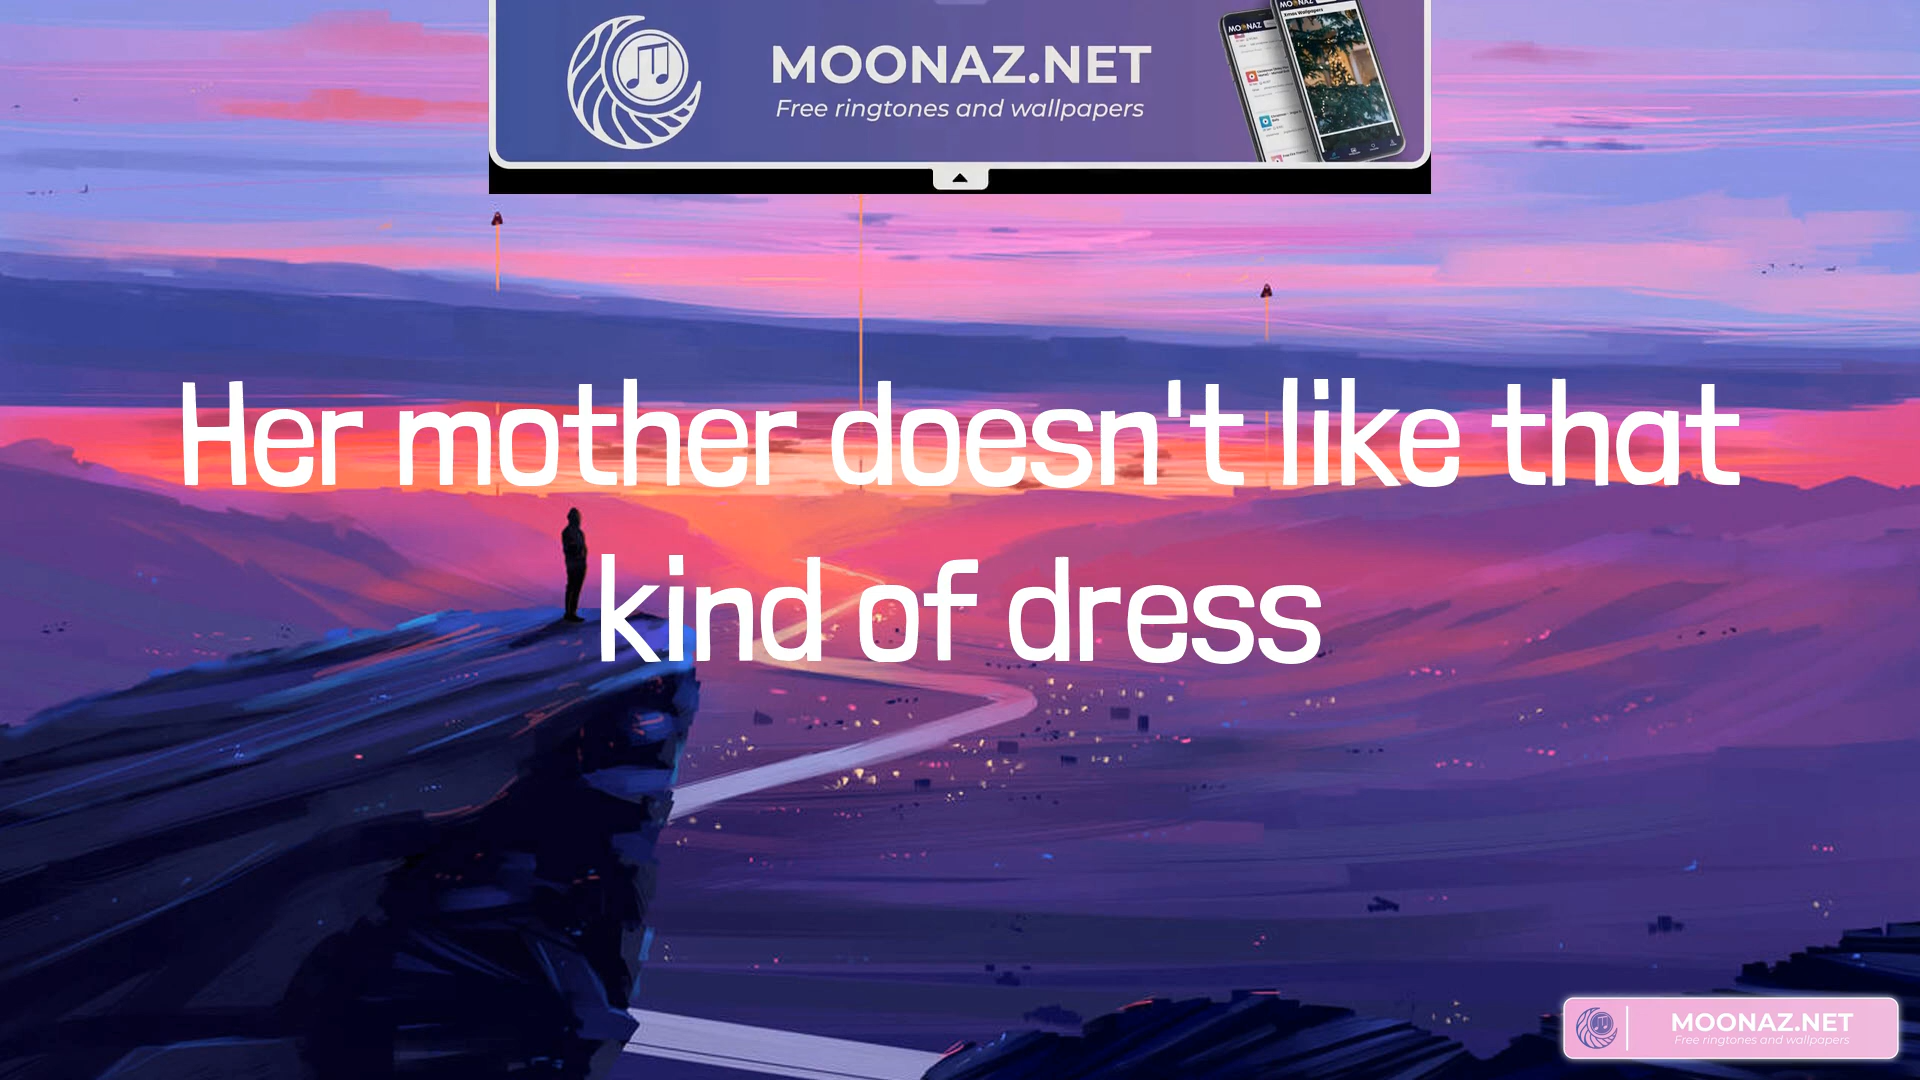 MOONAZ.NET
Free ringtones and wallpapers
Her mother doesn't like that
kind of dress
MOONAZ.NET
Free ringtones and wallpapers